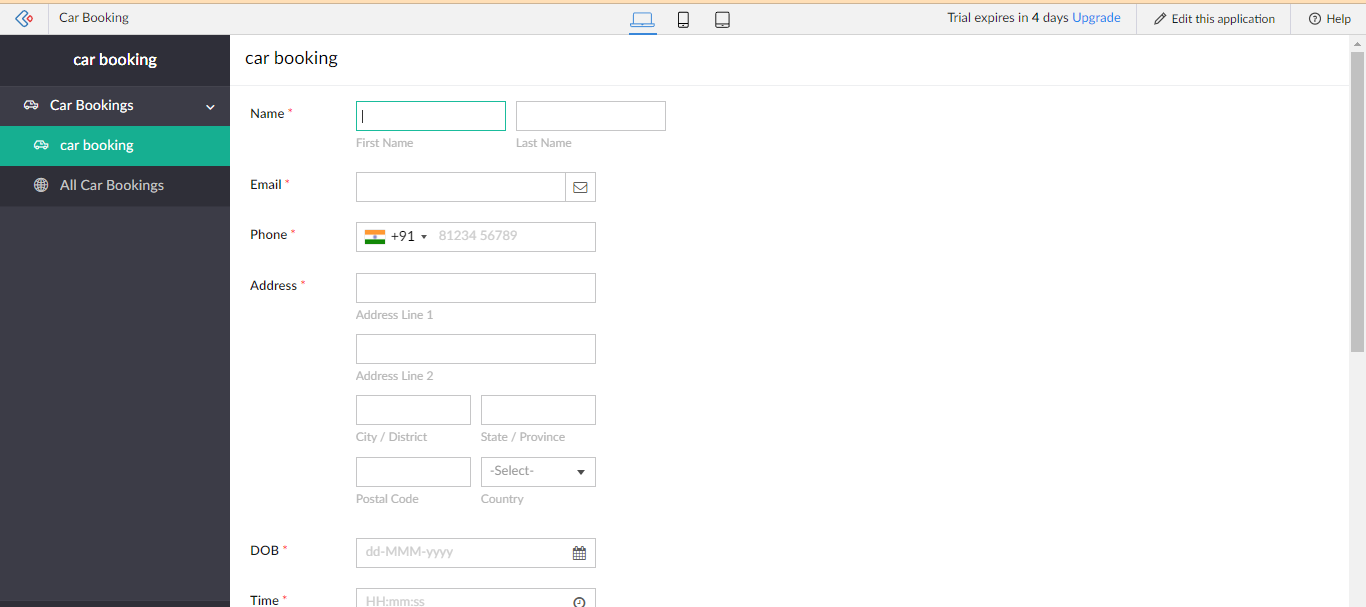 Car Booking
Trial expires in 4 days Upgrade
Edit this application
Help
car booking
Car Bookings
car booking
All Car Bookings
car booking
Name *
First Name
Last Name
Email *
Phone *
+91
81234 56789
Address *
Address Line 1
Address Line 2
City / District
State / Province
-Select-
Postal Code
Country
DOB *
dd-MMM-yyyy
Time *
HH:mm:ss